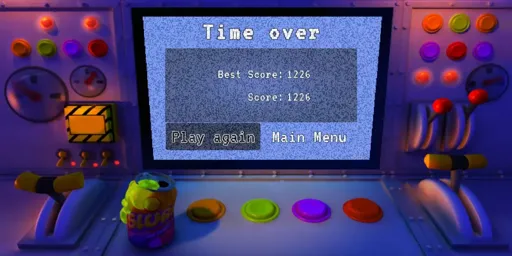 Time over
Best Score: 1226
Score: 1226
Play again
Main Menu